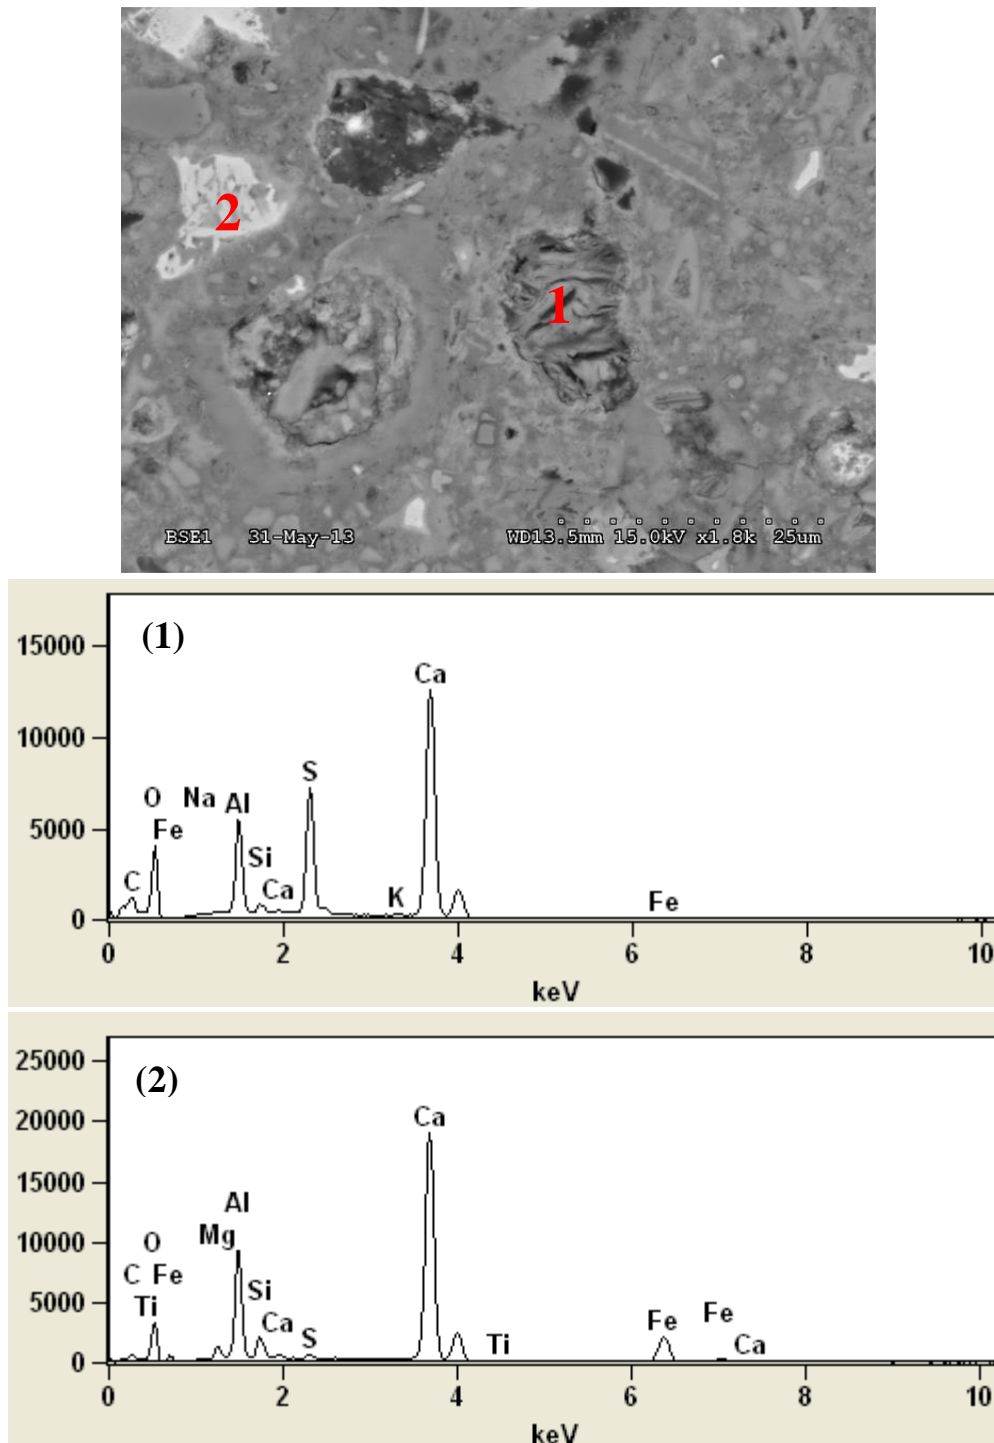 2
1
BSE1 31-May-13 WD13.5mm 15.0kV x1.8k 25um
(1)
15000
10000
5000
0
Ca
S
O Na Al
Fe
Si
C Ca K Fe
0 2 4 6 8 10
keV
(2)
25000
20000
15000
10000
5000
0
Ca
Al
O Mg
C Fe Si
Ti Ca S Ti Fe Fe Ca
0 2 4 6 8 10
keV